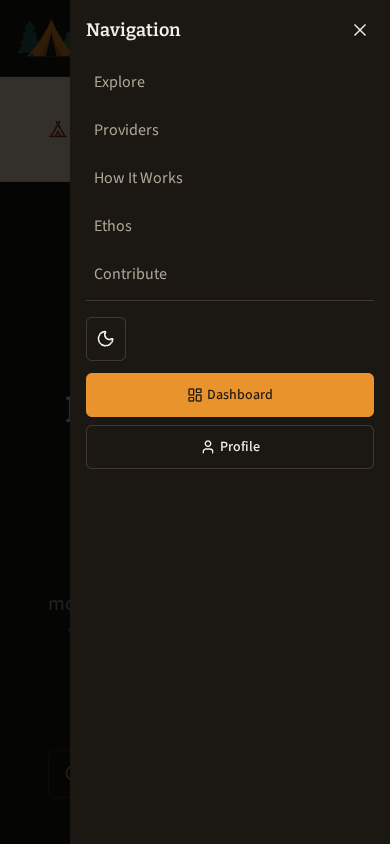 Navigation
Explore
Providers
How It Works
Ethos
Contribute
Dashboard
Profile